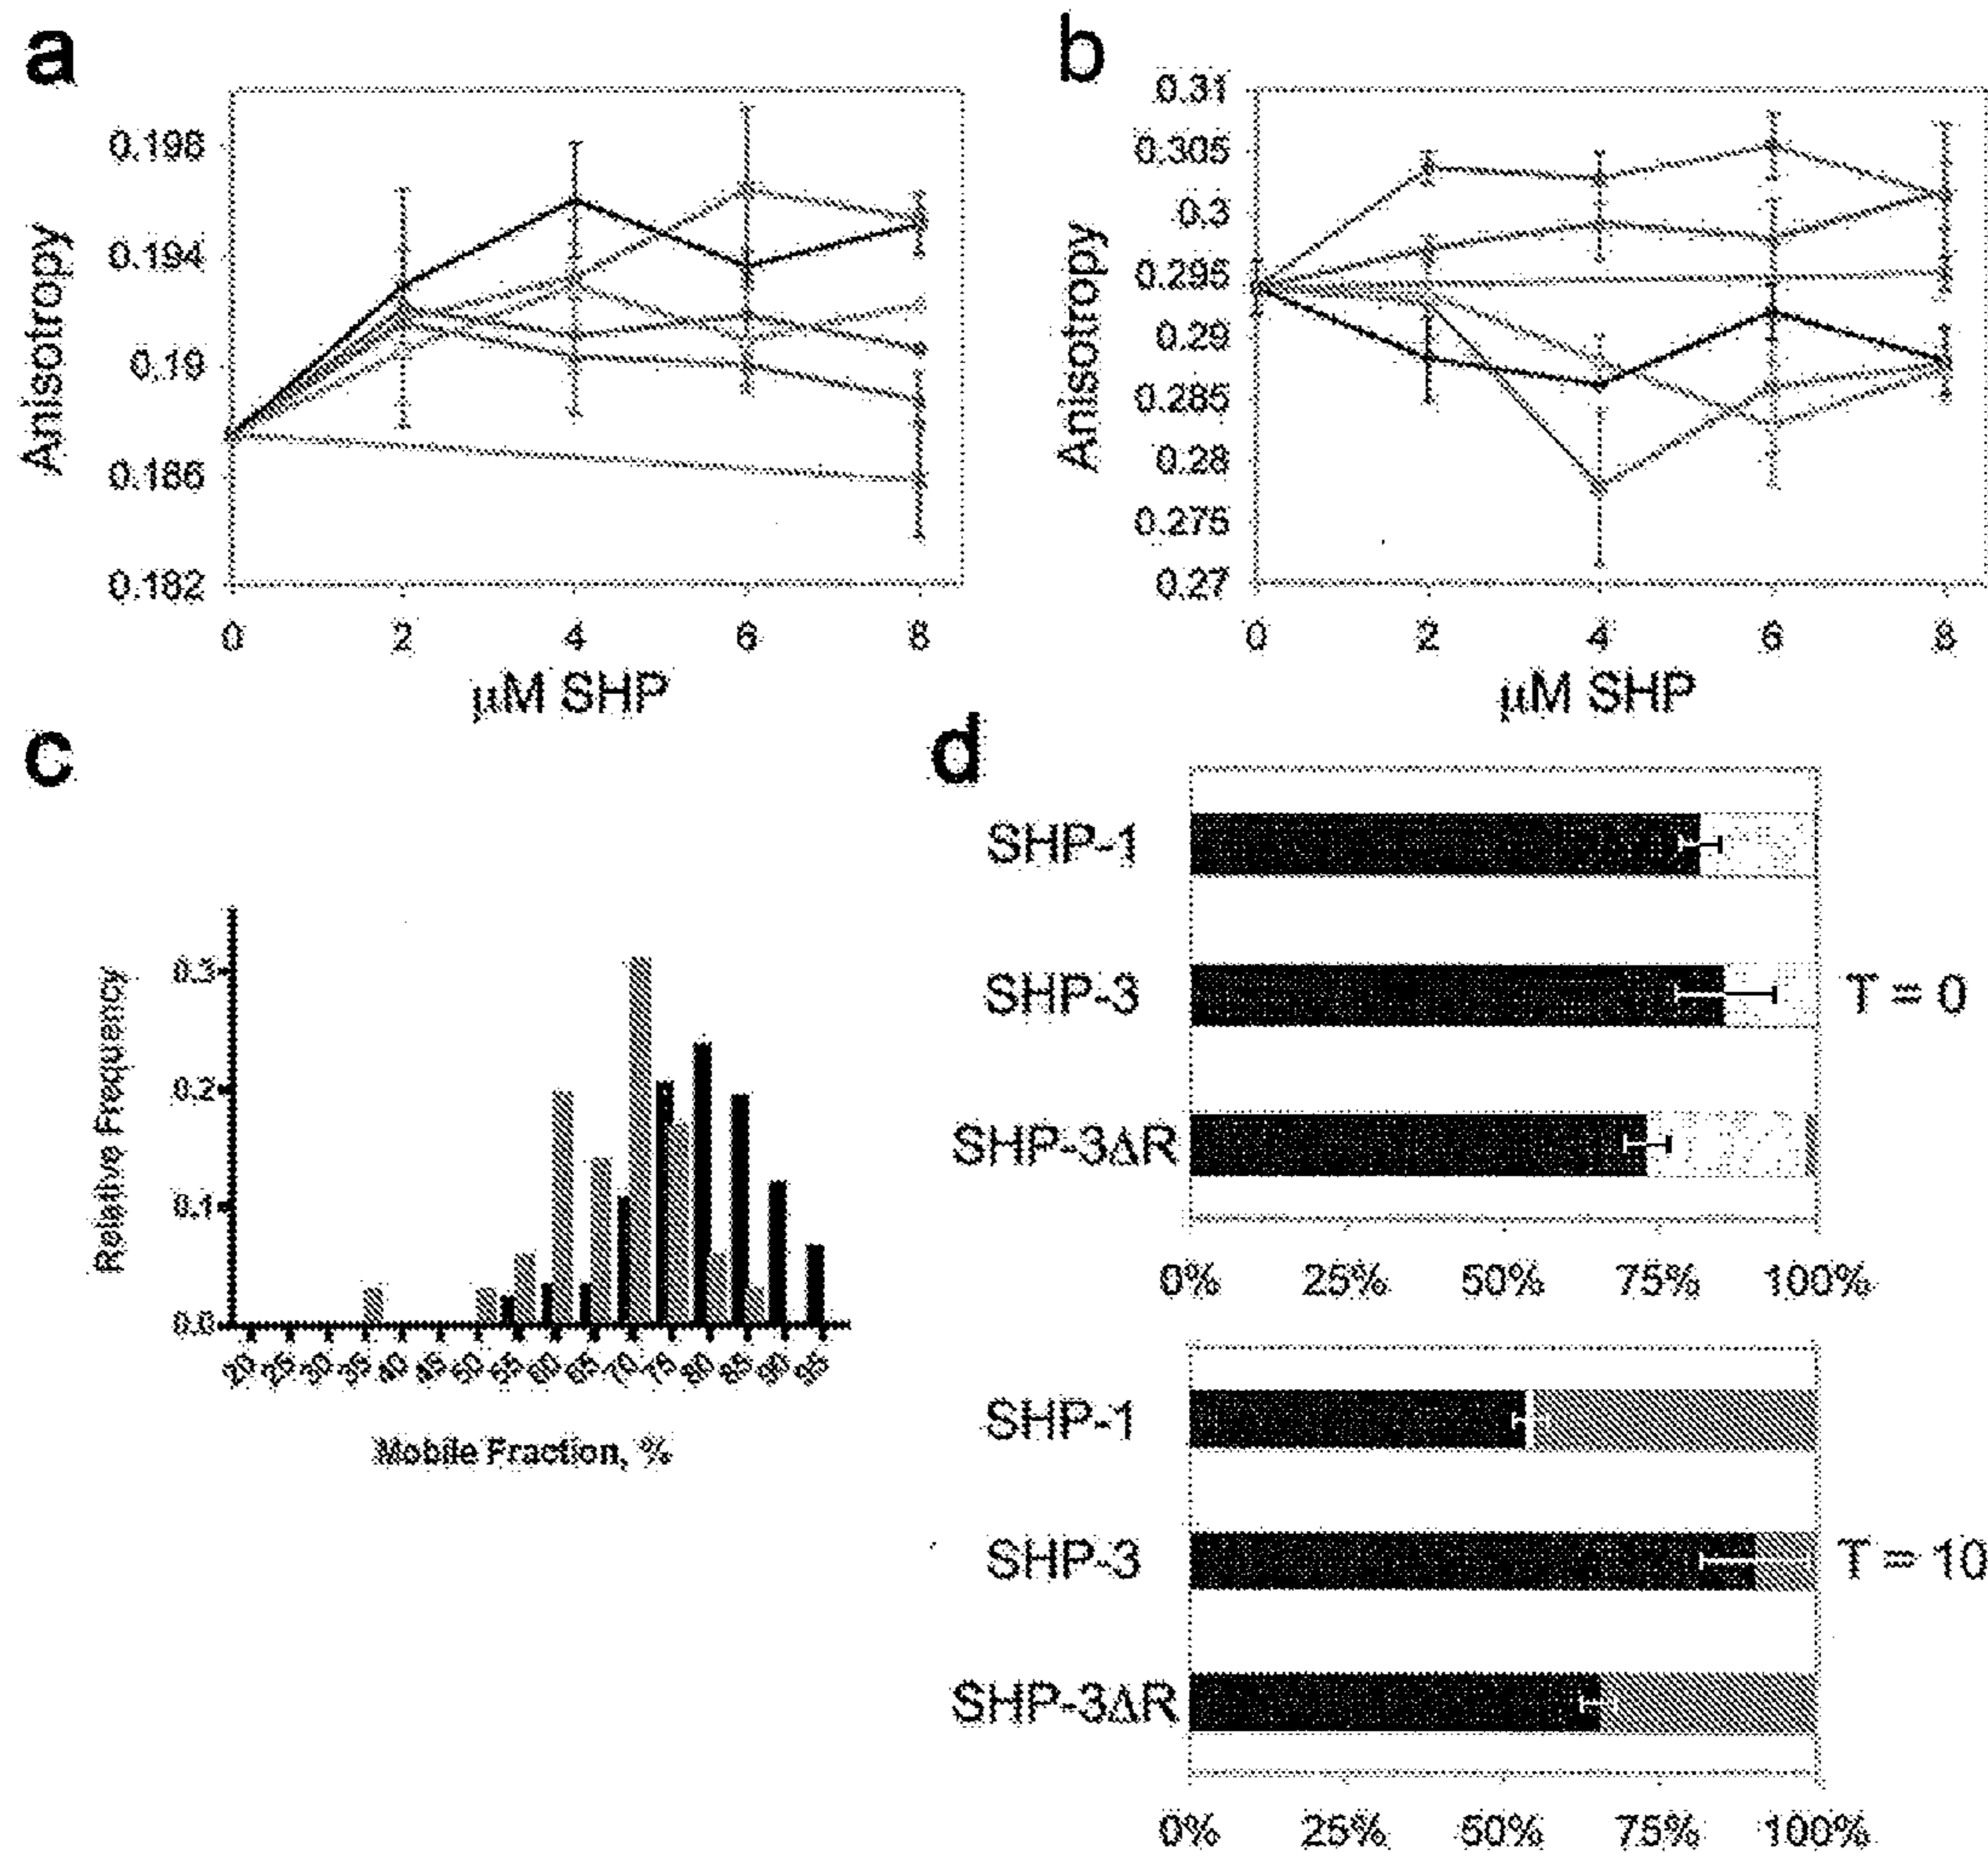 a
0.198
0.194
0.19
0.186
0.182
Anisotropy
0 2 4 6 8
µM SHP
b
0.31
0.305
0.3
0.295
0.29
0.285
0.28
0.275
0.27
Anisotropy
0 2 4 6 8
µM SHP
c
0.3
0.2
0.1
0.0
Relative Frequency
20 25 30 35 40 45 50 55 60 65 70 75 80 85 90 95
Mobile Fraction, %
d
SHP-1
SHP-3
SHP-3ΔR
T = 0
0% 25% 50% 75% 100%
SHP-1
SHP-3
SHP-3ΔR
T = 10
0% 25% 50% 75% 100%